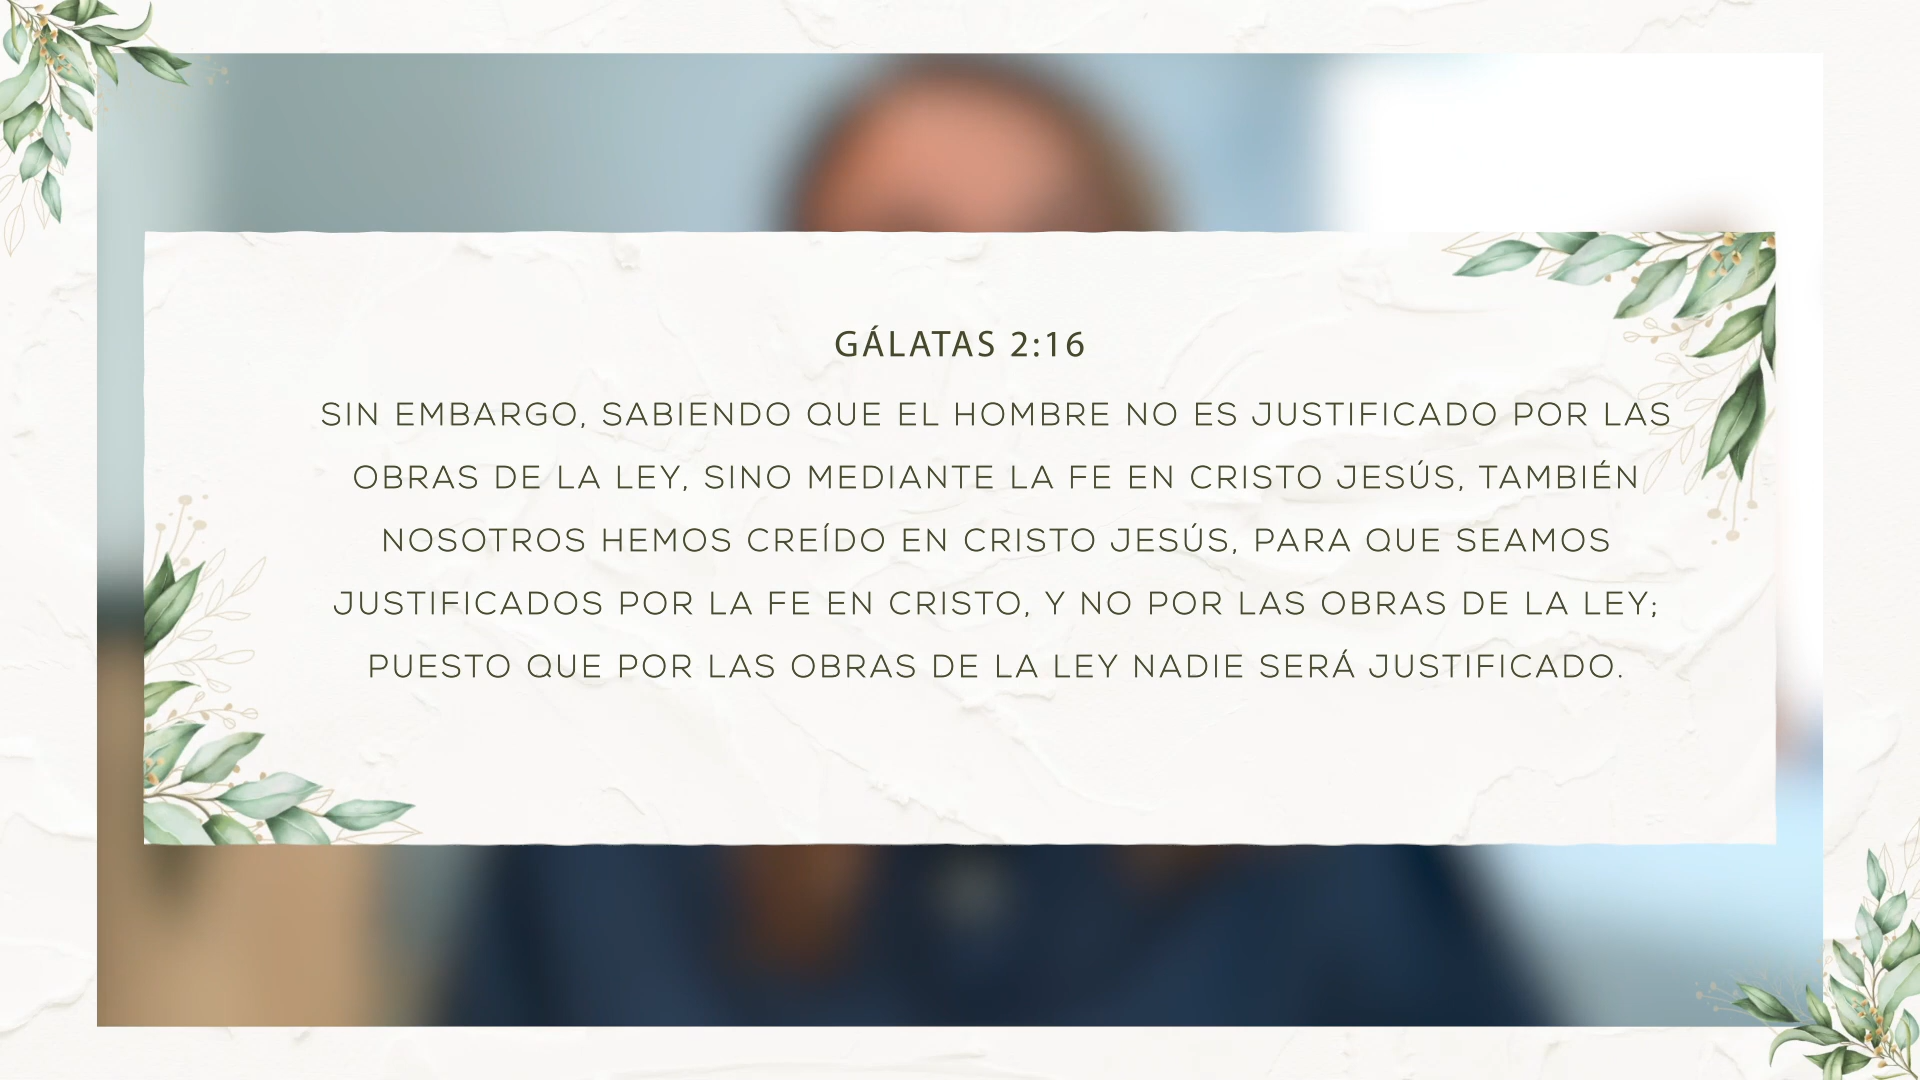 GÁLATAS 2:16
SIN EMBARGO, SABIENDO QUE EL HOMBRE NO ES JUSTIFICADO POR LAS
OBRAS DE LA LEY, SINO MEDIANTE LA FE EN CRISTO JESÚS, TAMBIÉN
NOSOTROS HEMOS CREÍDO EN CRISTO JESÚS, PARA QUE SEAMOS
JUSTIFICADOS POR LA FE EN CRISTO, Y NO POR LAS OBRAS DE LA LEY;
PUESTO QUE POR LAS OBRAS DE LA LEY NADIE SERÁ JUSTIFICADO.